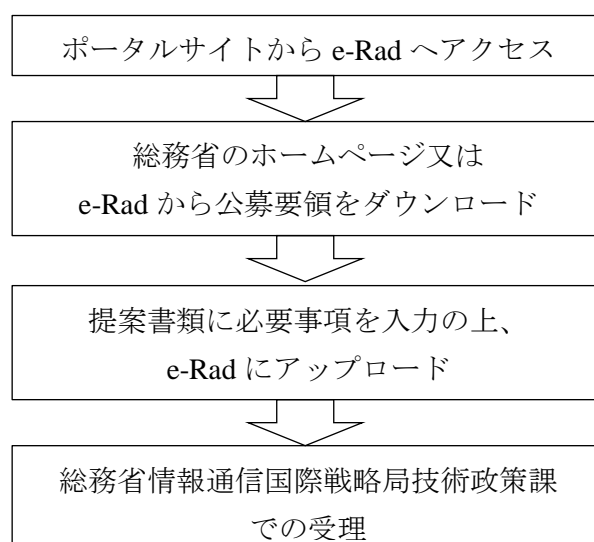 ポータルサイトから e-Rad へアクセス
総務省のホームページ又は
e-Rad から公募要領をダウンロード
提案書類に必要事項を入力の上、
e-Rad にアップロード
総務省情報通信国際戦略局技術政策課
での受理